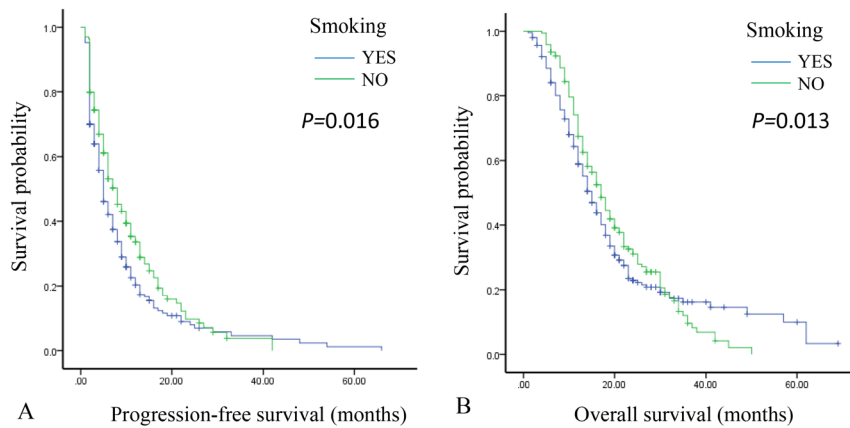 Smoking
YES
NO
P=0.016
Survival probability
1.0
0.8
0.6
0.4
0.2
0.0
.00
20.00
40.00
60.00
A
Progression-free survival (months)
Smoking
YES
NO
P=0.013
Survival probability
1.0
0.8
0.6
0.4
0.2
0.0
.00
20.00
40.00
60.00
B
Overall survival (months)